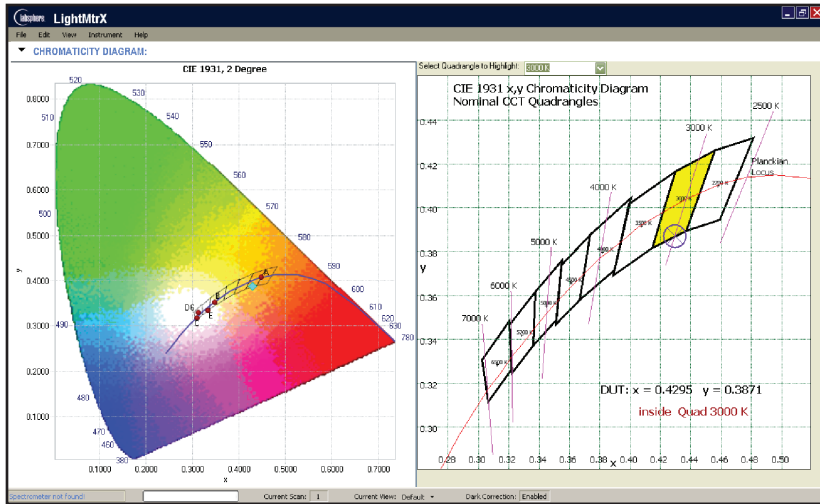 labsphere LightMtrX
File Edit View Instrument Help
CHROMATICITY DIAGRAM:
CIE 1931, 2 Degree
520
530
540
550
560
570
580
590
600
610
620
630
780
510
500
490
480
470
460
380
0.8000
0.7000
0.6000
0.5000
0.4000
0.3000
0.2000
0.1000
y
0.1000 0.2000 0.3000 0.4000 0.5000 0.6000 0.7000
x
A
B
C
E
Select Quadrangle to Highlight: 3000 K
CIE 1931 x,y Chromaticity Diagram
Nominal CCT Quadrangles
2500 K
3000 K
4000 K
5000 K
6000 K
7000 K
Planckian
Locus
0.44
0.42
0.40
0.38
0.36
0.34
0.32
0.30
y
DUT: x = 0.4295 y = 0.3871
inside Quad 3000 K
0.28 0.30 0.32 0.34 0.36 0.38 0.40 0.42 0.44 0.46 0.48 0.50
x
Spectrometer not found! Current Scan: 1 Current View: Default Dark Correction: Enabled